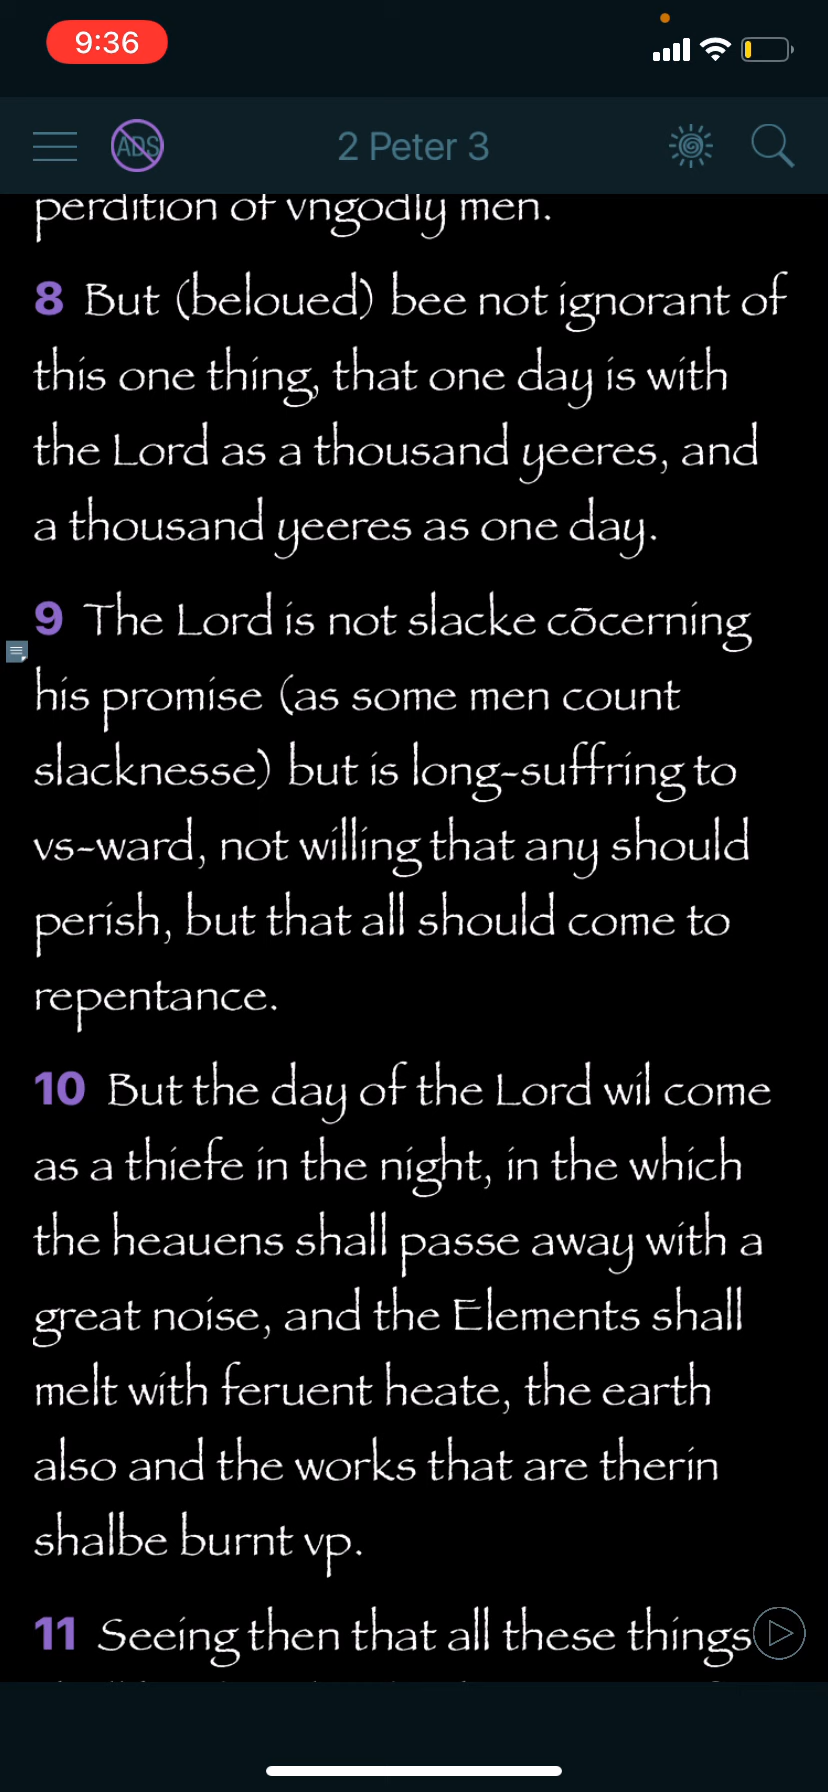 9:36
ADS
2 Peter 3
perdition of vngodly men.
8 But (beloued) bee not ignorant of
this one thing, that one day is with
the Lord as a thousand yeeres, and
a thousand yeeres as one day.
9 The Lord is not slacke cõcerning
his promise (as some men count
slacknesse) but is long-suffring to
vs-ward, not willing that any should
perish, but that all should come to
repentance.
10 But the day of the Lord wil come
as a thiefe in the night, in the which
the heauens shall passe away with a
great noise, and the Elements shall
melt with feruent heate, the earth
also and the works that are therin
shalbe burnt vp.
11 Seeing then that all these things